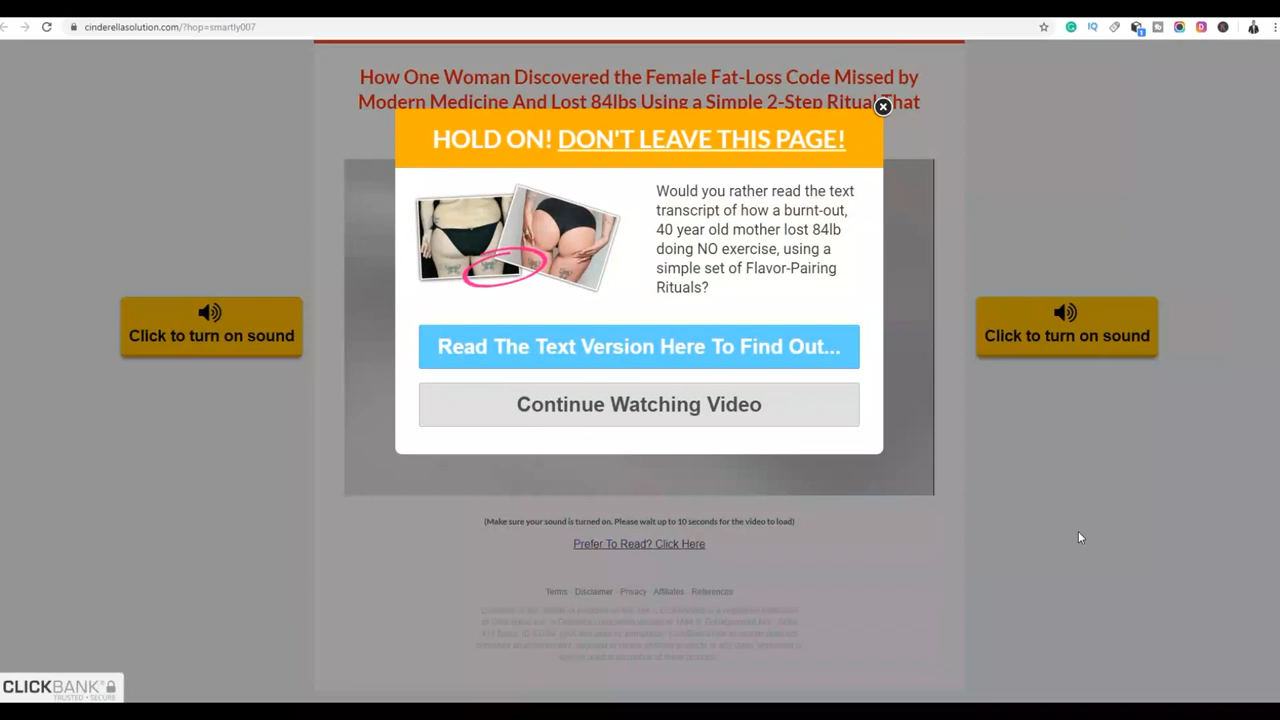 cinderellasolution.com/?hop=smartly007
How One Woman Discovered the Female Fat-Loss Code Missed by
Modern Medicine And Lost 84lbs Using a Simple 2-Step Ritual That
HOLD ON! DON'T LEAVE THIS PAGE!
Would you rather read the text
transcript of how a burnt-out,
40 year old mother lost 84lb
doing NO exercise, using a
simple set of Flavor-Pairing
Rituals?
Click to turn on sound
Click to turn on sound
Read The Text Version Here To Find Out...
Continue Watching Video
(Make sure your sound is turned on. Please wait up to 10 seconds for the video to load)
Prefer To Read? Click Here
Terms · Disclaimer · Privacy · Affiliates · References
CLICKBANK
TRUSTED · SECURE